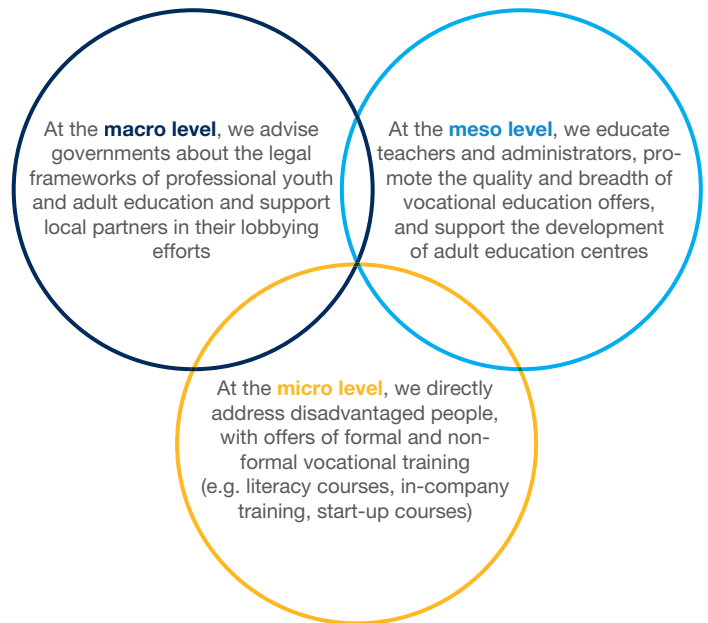 At the macro level, we advise
governments about the legal
frameworks of professional youth
and adult education and support
local partners in their lobbying
efforts
At the meso level, we educate
teachers and administrators, pro-
mote the quality and breadth of
vocational education offers,
and support the development
of adult education centres
At the micro level, we directly
address disadvantaged people,
with offers of formal and non-
formal vocational training
(e.g. literacy courses, in-company
training, start-up courses)